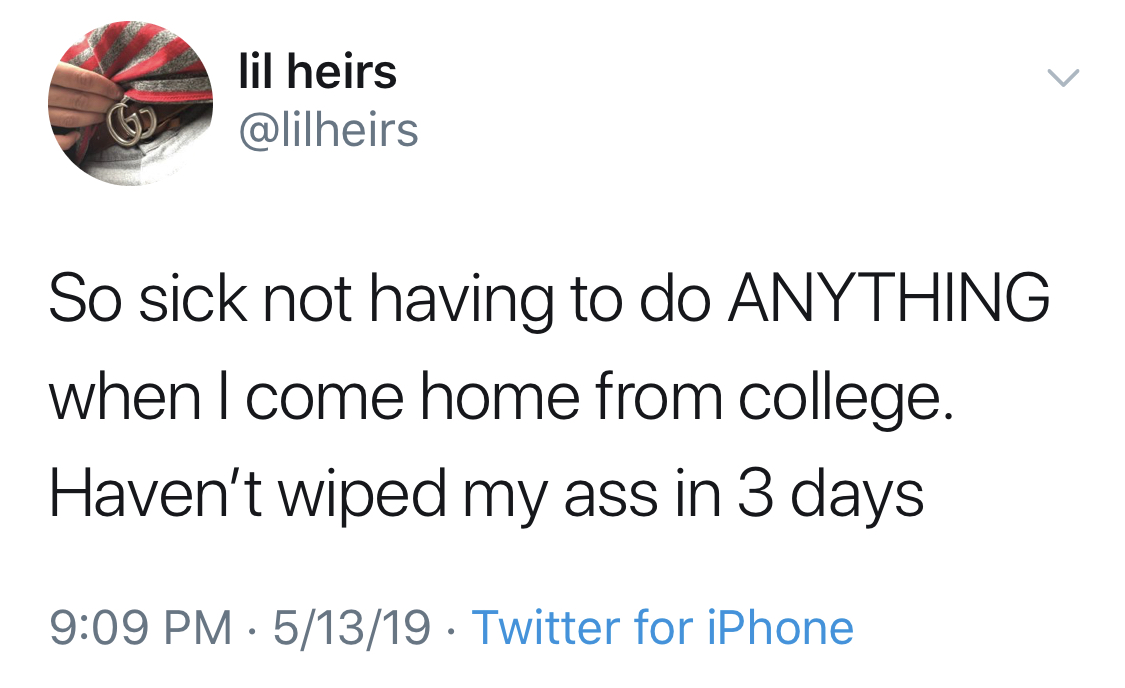 lil heirs
@lilheirs
So sick not having to do ANYTHING
when I come home from college.
Haven’t wiped my ass in 3 days
9:09 PM · 5/13/19 · Twitter for iPhone